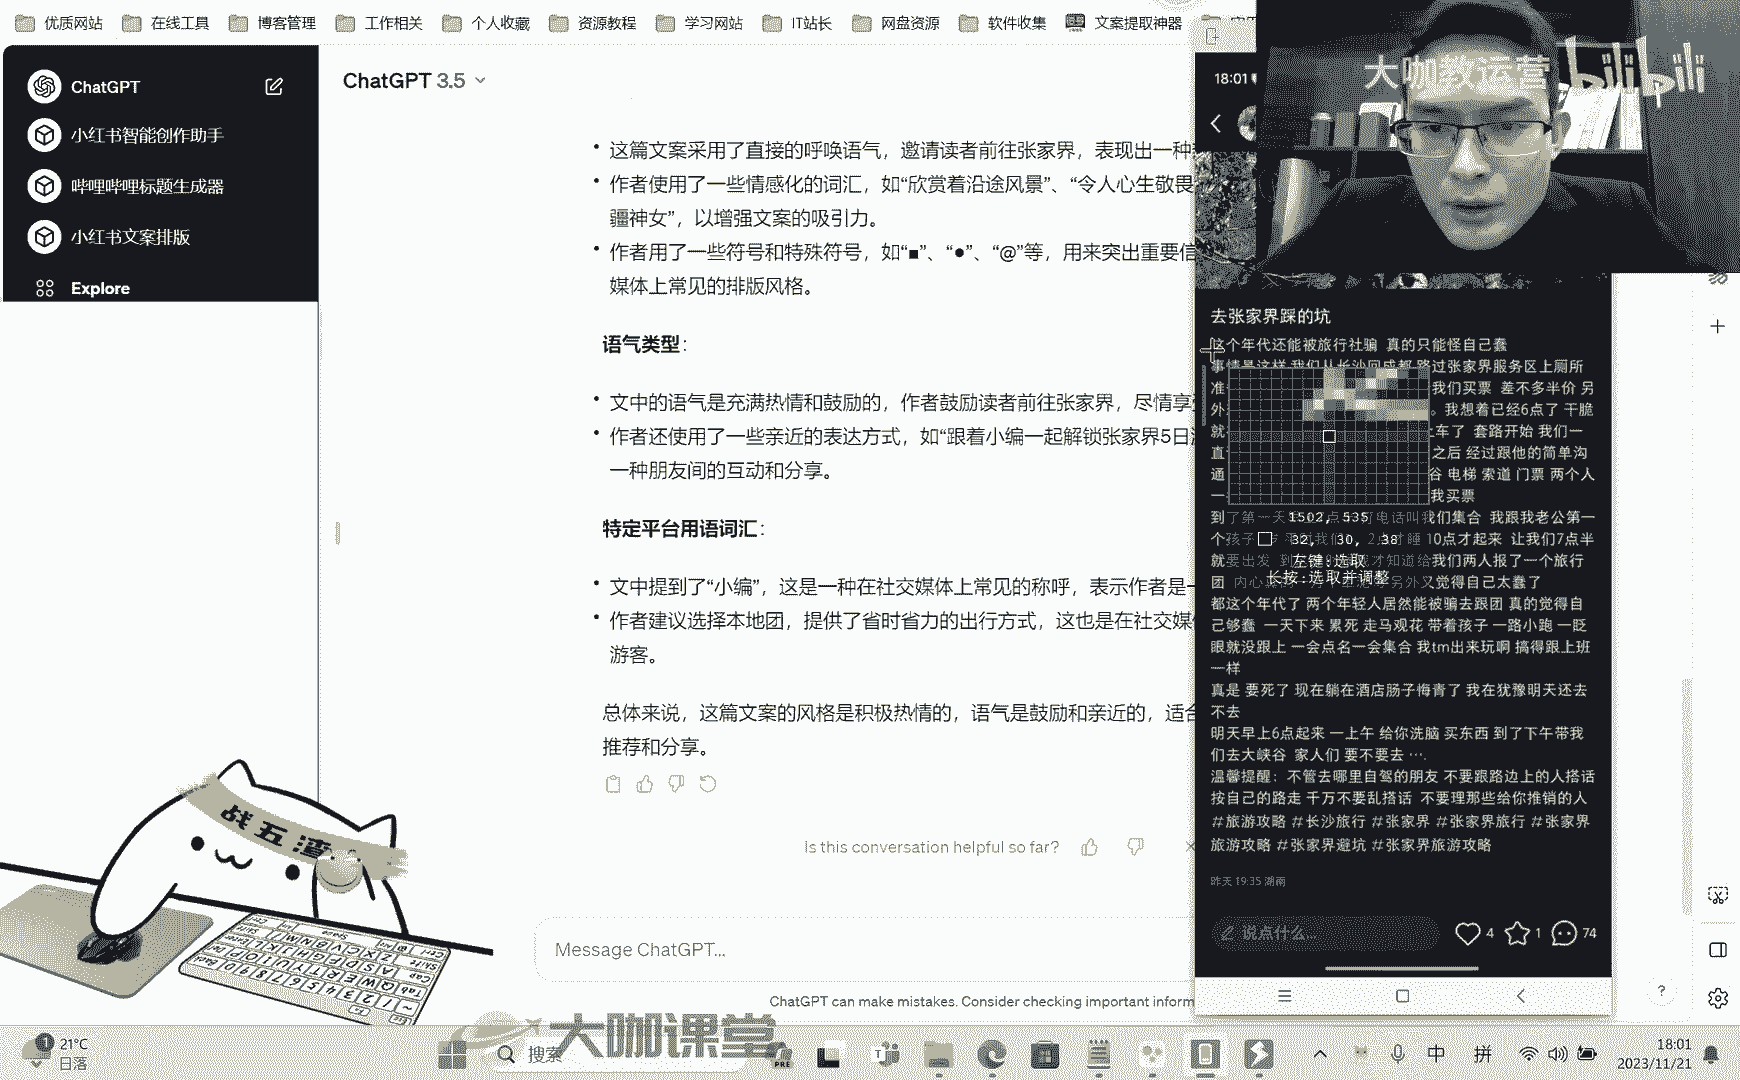 优质网站 在线工具 博客管理 工作相关 个人收藏 资源教程 学习网站 IT站长 网盘资源 软件收集 文案提取神器
ChatGPT
小红书智能创作助手
哔哩哔哩标题生成器
小红书文案排版
Explore
ChatGPT 3.5
这篇文案采用了直接的呼唤语气，邀请读者前往张家界，表现出一种
作者使用了一些情感化的词汇，如“欣赏着沿途风景”、“令人心生敬畏
疆神女”，以增强文案的吸引力。
作者用了一些符号和特殊符号，如“■”、“●”、“@”等，用来突出重要信
媒体上常见的排版风格。
语气类型：
文中的语气是充满热情和鼓励的，作者鼓励读者前往张家界，尽情享
作者还使用了一些亲近的表达方式，如“跟着小编一起解锁张家界5日
一种朋友间的互动和分享。
特定平台用语词汇：
文中提到了“小编”，这是一种在社交媒体上常见的称呼，表示作者是一
作者建议选择本地团，提供了省时省力的出行方式，这也是在社交媒
游客。
总体来说，这篇文案的风格是积极热情的，语气是鼓励和亲近的，适合
推荐和分享。
Is this conversation helpful so far?
Message ChatGPT...
ChatGPT can make mistakes. Consider checking important inform
大咖教运营 bilibili
18:01
去张家界踩的坑
这个年代还能被旅行社骗 真的只能怪自己蠢
事情是这样 我们从长沙回成都 路过张家界服务区上厕所
准 我们买票 差不多半价 另
外 。我想着已经6点了 干脆
就 上车了 套路开始 我们一
直 之后 经过跟他的简单沟
通 谷 电梯 索道 门票 两个人
一 我买票
到了第一天 点 电话叫我们集合 我跟我老公第一
个孩子 10点才起来 让我们7点半
就要出发 到 才知道给我们两人报了一个旅行
团 内心 另外又觉得自己太蠢了
都这个年代了 两个年轻人居然能被骗去跟团 真的觉得自
己够蠢 一天下来 累死 走马观花 带着孩子 一路小跑 一眨
眼就没跟上 一会点名一会集合 我tm出来玩啊 搞得跟上班
一样
真是 要死了 现在躺在酒店肠子悔青了 我在犹豫明天还去
不去
明天早上6点起来 一上午 给你洗脑 买东西 到了下午带我
们去大峡谷 家人们 要不要去 ….
温馨提醒：不管去哪里自驾的朋友 不要跟路边上的人搭话
按自己的路走 千万不要乱搭话 不要理那些给你推销的人
#旅游攻略 #长沙旅行 #张家界 #张家界旅行 #张家界
旅游攻略 #张家界避坑 #张家界旅游攻略
昨天 19:35 湖南
说点什么... 4 1 74
1502, 535
32, 30, 38
左键:选取
长按:选取并调整
战五渣
大咖课堂
1 21°C
日落
搜索
PRE
中 拼
18:01
2023/11/21